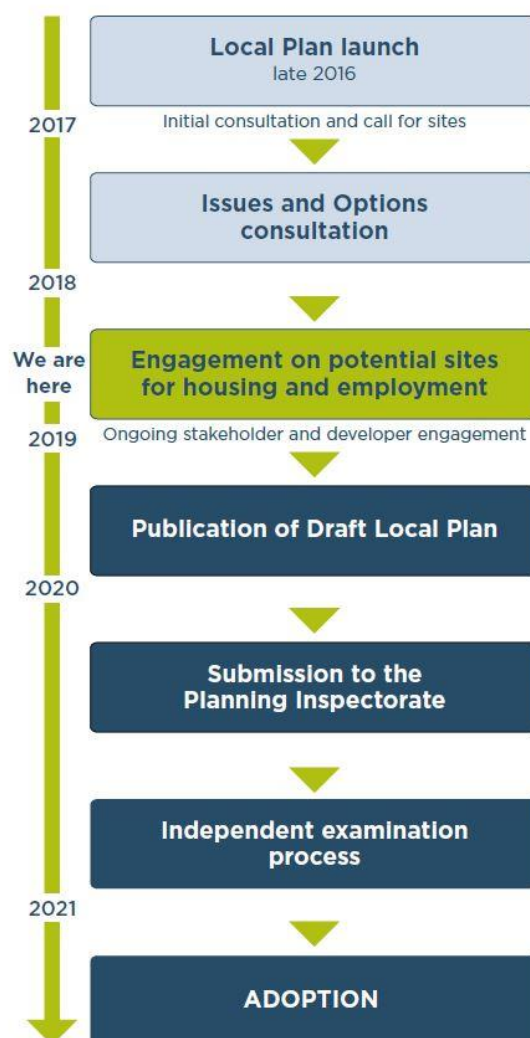 Local Plan launch
late 2016
2017
Initial consultation and call for sites
Issues and Options
consultation
2018
We are
here
Engagement on potential sites
for housing and employment
2019
Ongoing stakeholder and developer engagement
Publication of Draft Local Plan
2020
Submission to the
Planning Inspectorate
Independent examination
process
2021
ADOPTION